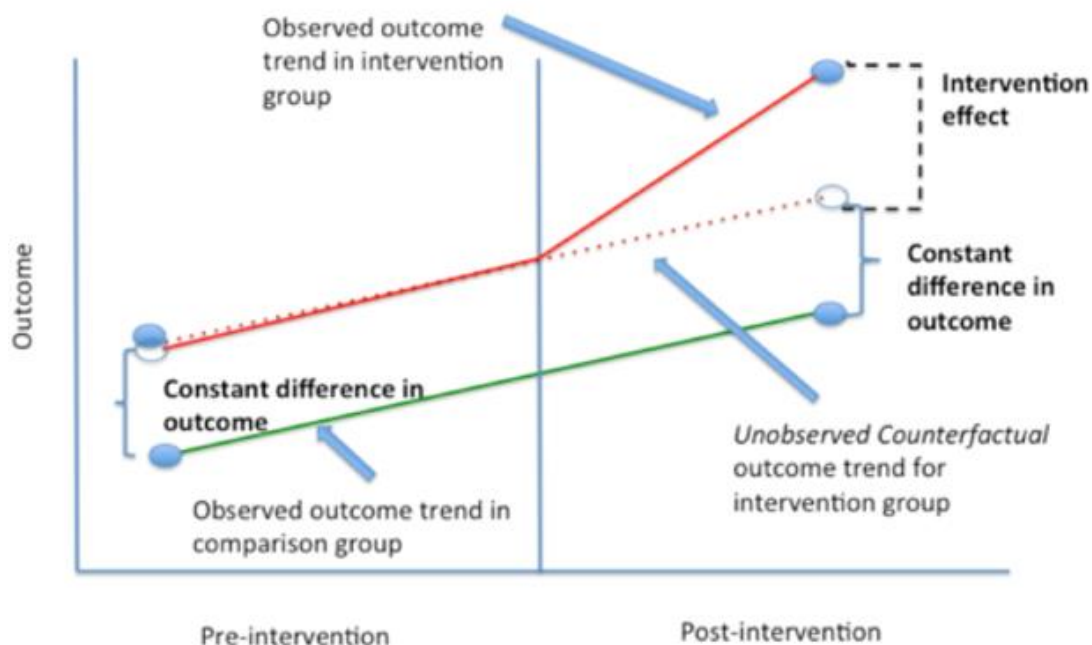 Observed outcome
trend in intervention
group
Intervention
effect
Outcome
Constant difference in
outcome
Constant
difference in
outcome
Observed outcome trend in
comparison group
Unobserved Counterfactual
outcome trend for
intervention group
Pre-intervention
Post-intervention